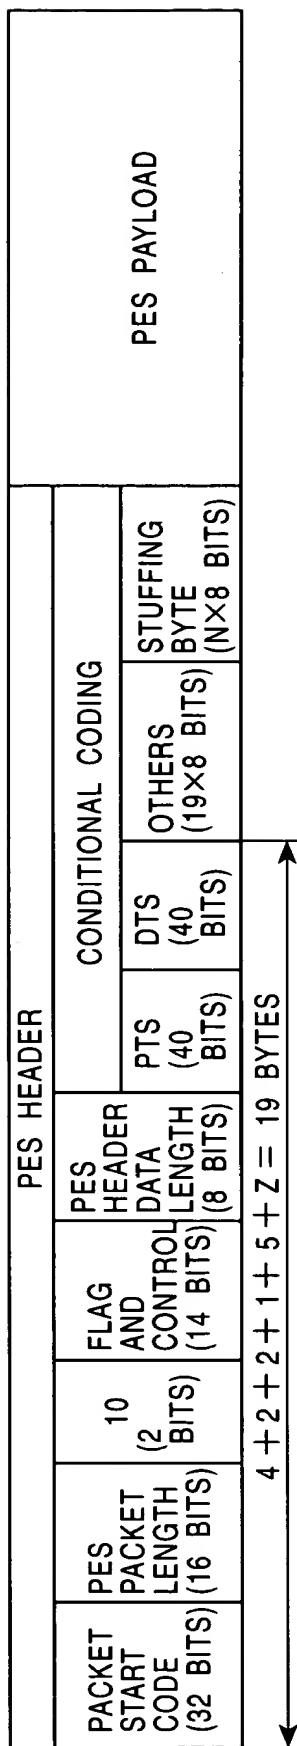 PES HEADER
PES PAYLOAD
CONDITIONAL CODING
PACKET
START
CODE
(32 BITS)
PES
PACKET
LENGTH
(16 BITS)
10
(2
BITS)
FLAG
AND
CONTROL
(14 BITS)
PES
HEADER
DATA
LENGTH
(8 BITS)
PTS
(40
BITS)
DTS
(40
BITS)
OTHERS
(19×8 BITS)
STUFFING
BYTE
(N×8 BITS)
4+2+2+1+5+Z= 19 BYTES